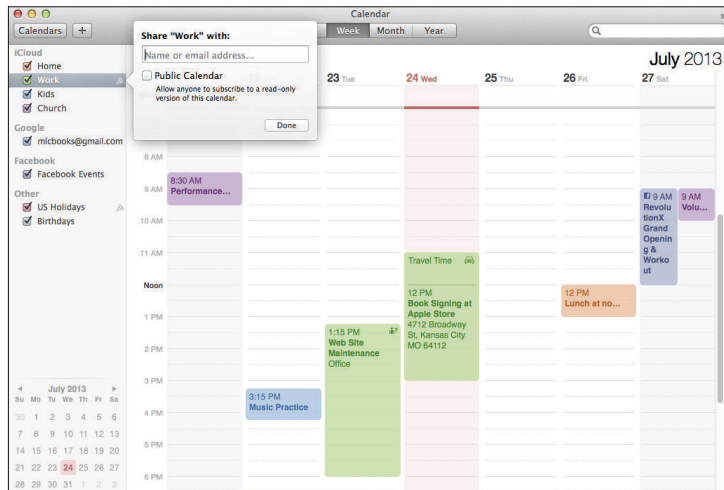 Calendar
Calendars +
Week Month Year
iCloud
Home
Work
Kids
Church
Google
mlcbooks@gmail.com
Facebook
Facebook Events
Other
US Holidays
Birthdays
Share “Work” with:
Name or email address...
Public Calendar
Allow anyone to subscribe to a read-only
version of this calendar.
Done
July 2013
23 Tue 24 Wed 25 Thu 26 Fri 27 Sat
8 AM
9 AM
10 AM
11 AM
Noon
1 PM
2 PM
3 PM
4 PM
5 PM
6 PM
8:30 AM
Performance...
3:15 PM
Music Practice
1:15 PM
Web Site
Maintenance
Office
Travel Time
12 PM
Book Signing at
Apple Store
4712 Broadway
St, Kansas City
MO 64112
12 PM
Lunch at no...
9 AM
Revolu
tionX
Grand
Openin
g &
Worko
ut
9 AM
Volu...
July 2013
Su Mo Tu We Th Fr Sa
30 1 2 3 4 5 6
7 8 9 10 11 12 13
14 15 16 17 18 19 20
21 22 23 24 25 26 27
28 29 30 31 1 2 3